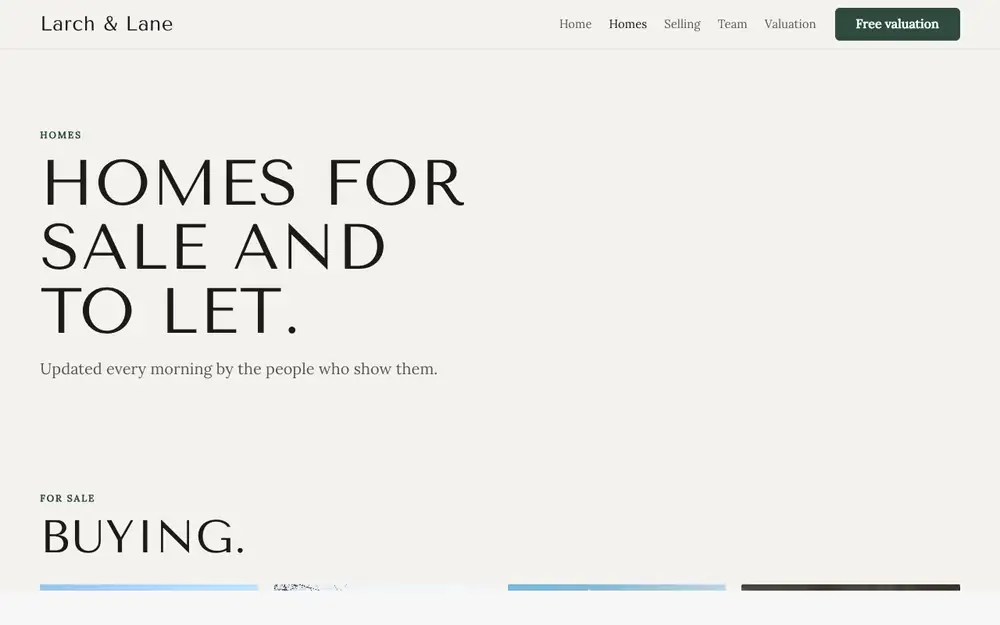 Larch & Lane
Home Homes Selling Team Valuation Free valuation
HOMES
HOMES FOR
SALE AND
TO LET.
Updated every morning by the people who show them.
FOR SALE
BUYING.